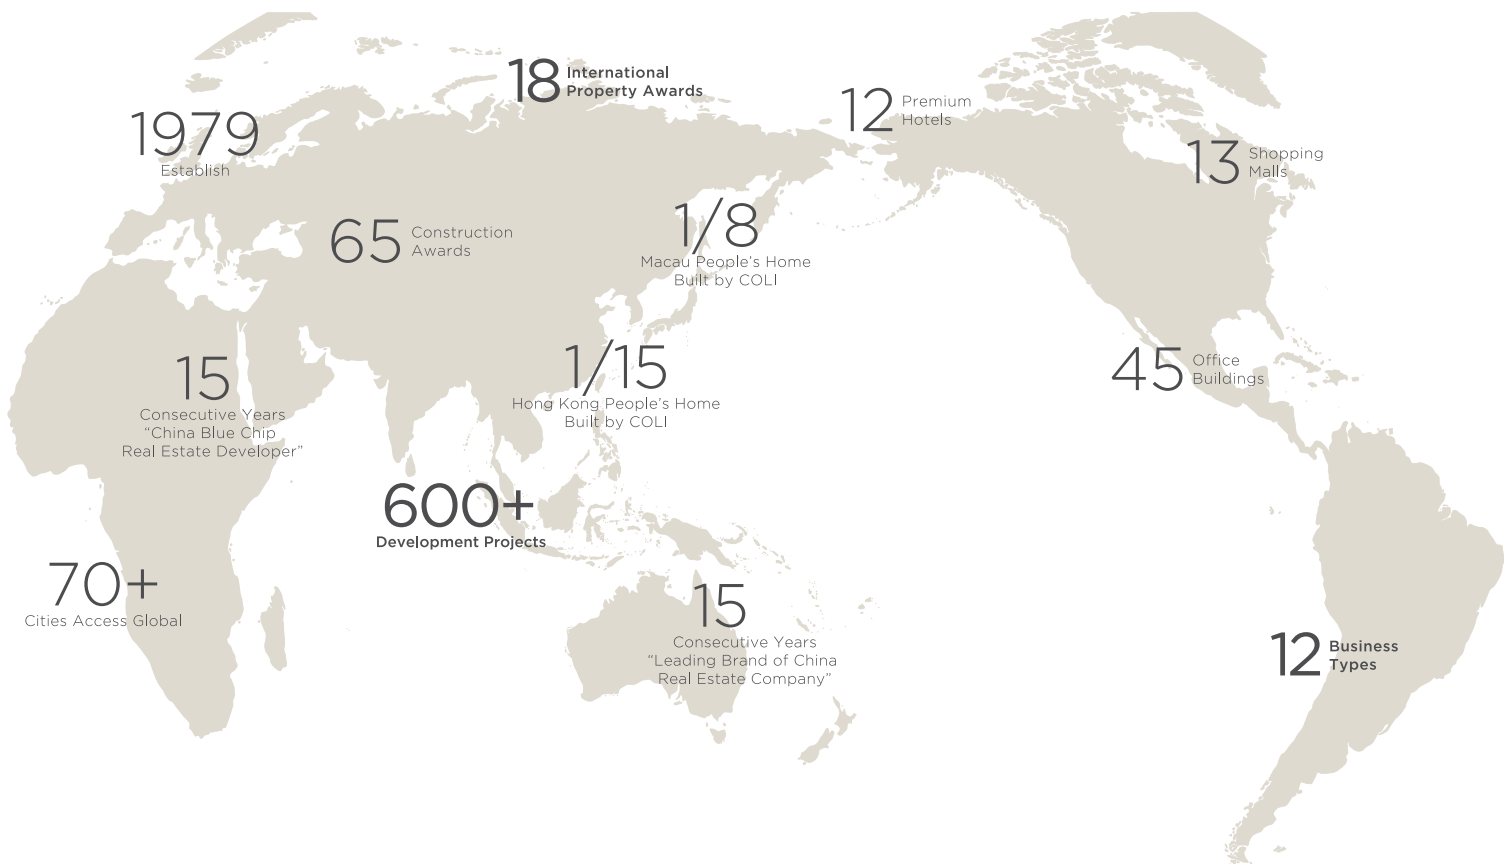 18
International
Property Awards
1979
Establish
12
Premium
Hotels
13
Shopping
Malls
65
Construction
Awards
1/8
Macau People's Home
Built by COLI
15
Consecutive Years
“China Blue Chip
Real Estate Developer”
1/15
Hong Kong People's Home
Built by COLI
45
Office
Buildings
600+
Development Projects
70+
Cities Access Global
15
Consecutive Years
“Leading Brand of China
Real Estate Company”
12
Business
Types